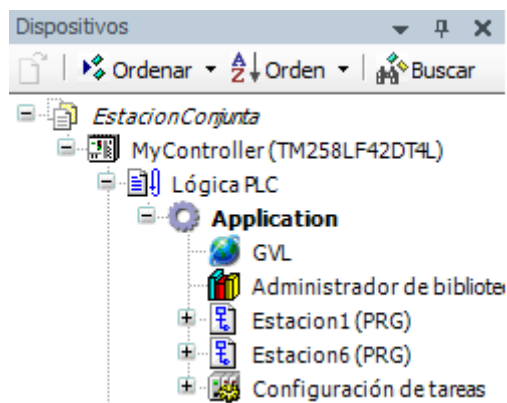 Dispositivos
Ordenar Orden Buscar
EstacionConjunta
MyController (TM258LF42DT4L)
Lógica PLC
Application
GVL
Administrador de bibliote
Estacion1 (PRG)
Estacion6 (PRG)
Configuración de tareas